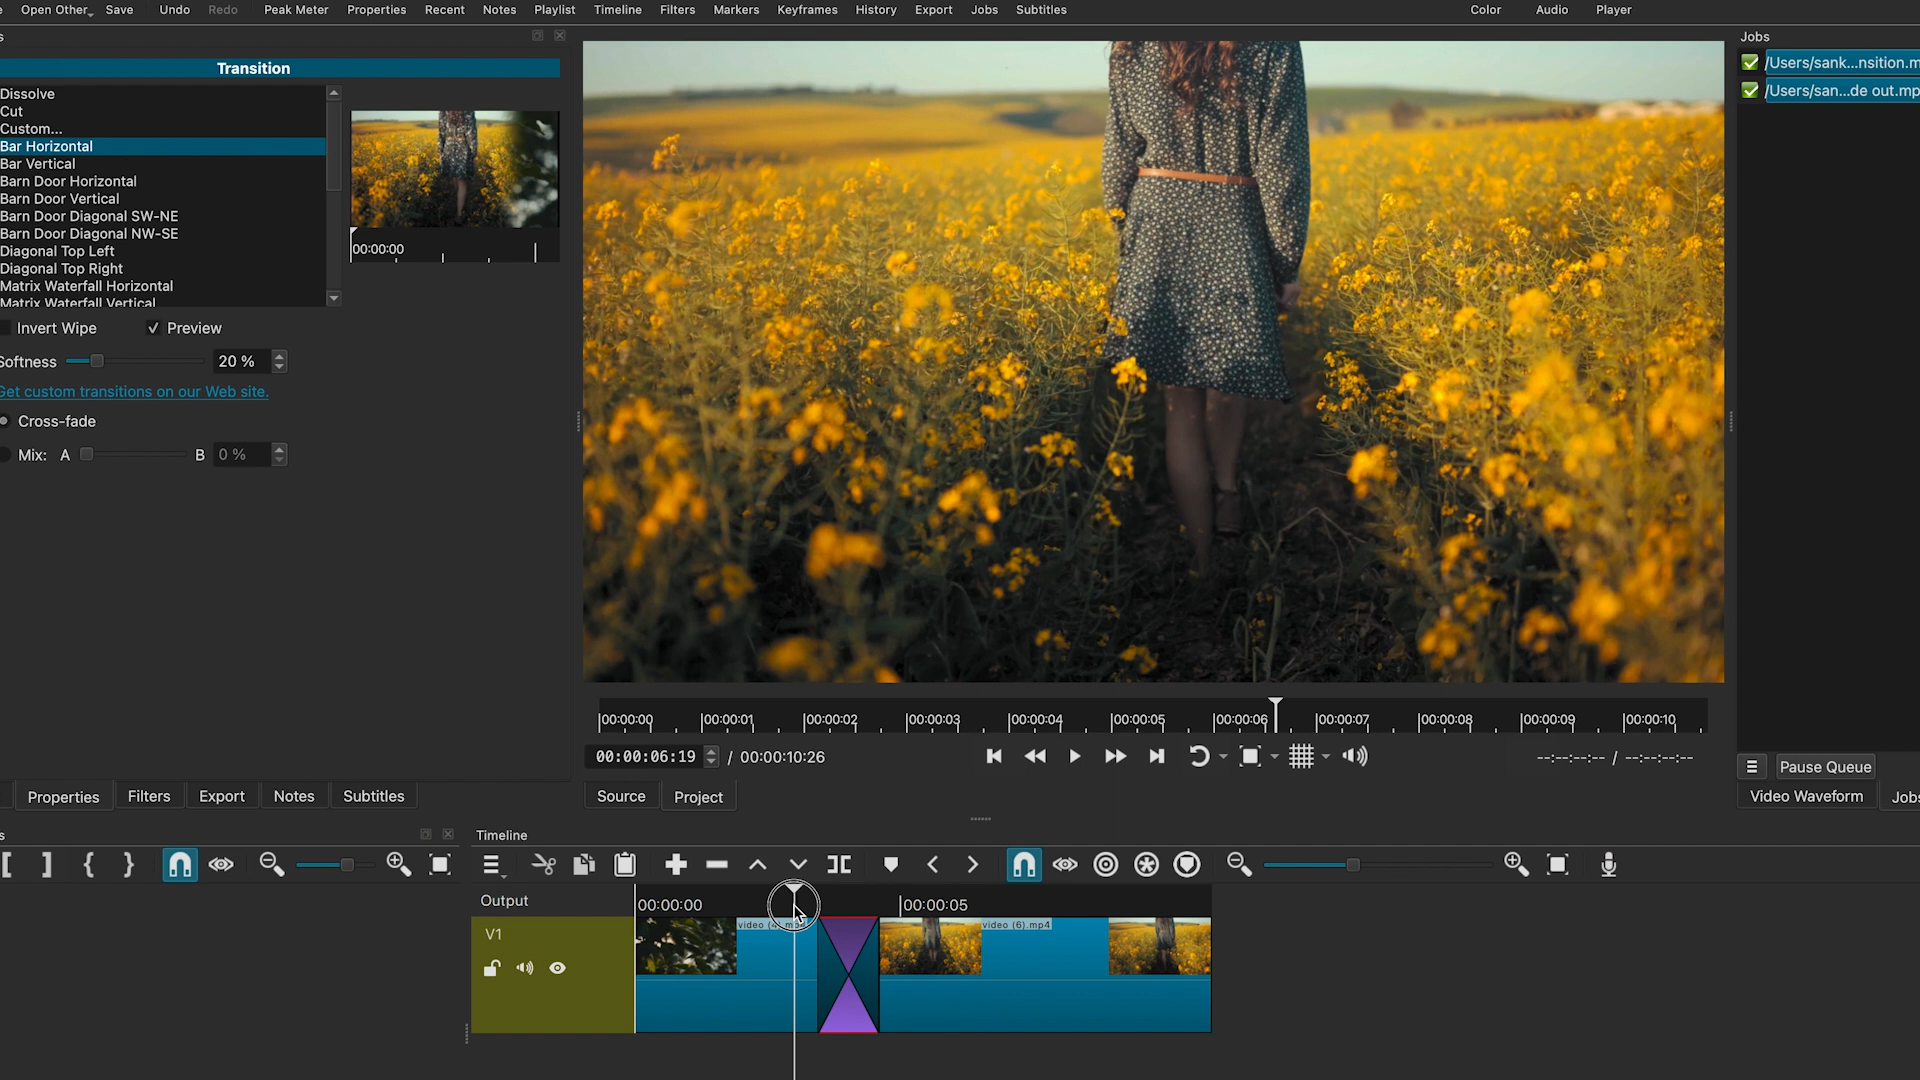 Open Other Save Undo Redo Peak Meter Properties Recent Notes Playlist Timeline Filters Markers Keyframes History Export Jobs Subtitles Color Audio Player
Jobs
Transition
Dissolve
Cut
Custom...
Bar Horizontal
Bar Vertical
Barn Door Horizontal
Barn Door Vertical
Barn Door Diagonal SW-NE
Barn Door Diagonal NW-SE
Diagonal Top Left
Diagonal Top Right
Matrix Waterfall Horizontal
Matrix Waterfall Vertical
00:00:00
/Users/sank...nsition.m
/Users/san...de out.mp
Invert Wipe Preview
Softness 20 %
Get custom transitions on our Web site.
Cross-fade
Mix: A B 0 %
00:00:00 00:00:01 00:00:02 00:00:03 00:00:04 00:00:05 00:00:06 00:00:07 00:00:08 00:00:09 00:00:10
00:00:06:19 / 00:00:10:26 --:--:--:-- / --:--:--:--
Pause Queue
Properties Filters Export Notes Subtitles
Source Project
Video Waveform Jobs
Timeline
Output 00:00:00 00:00:05
V1
video (4).mp4
video (6).mp4